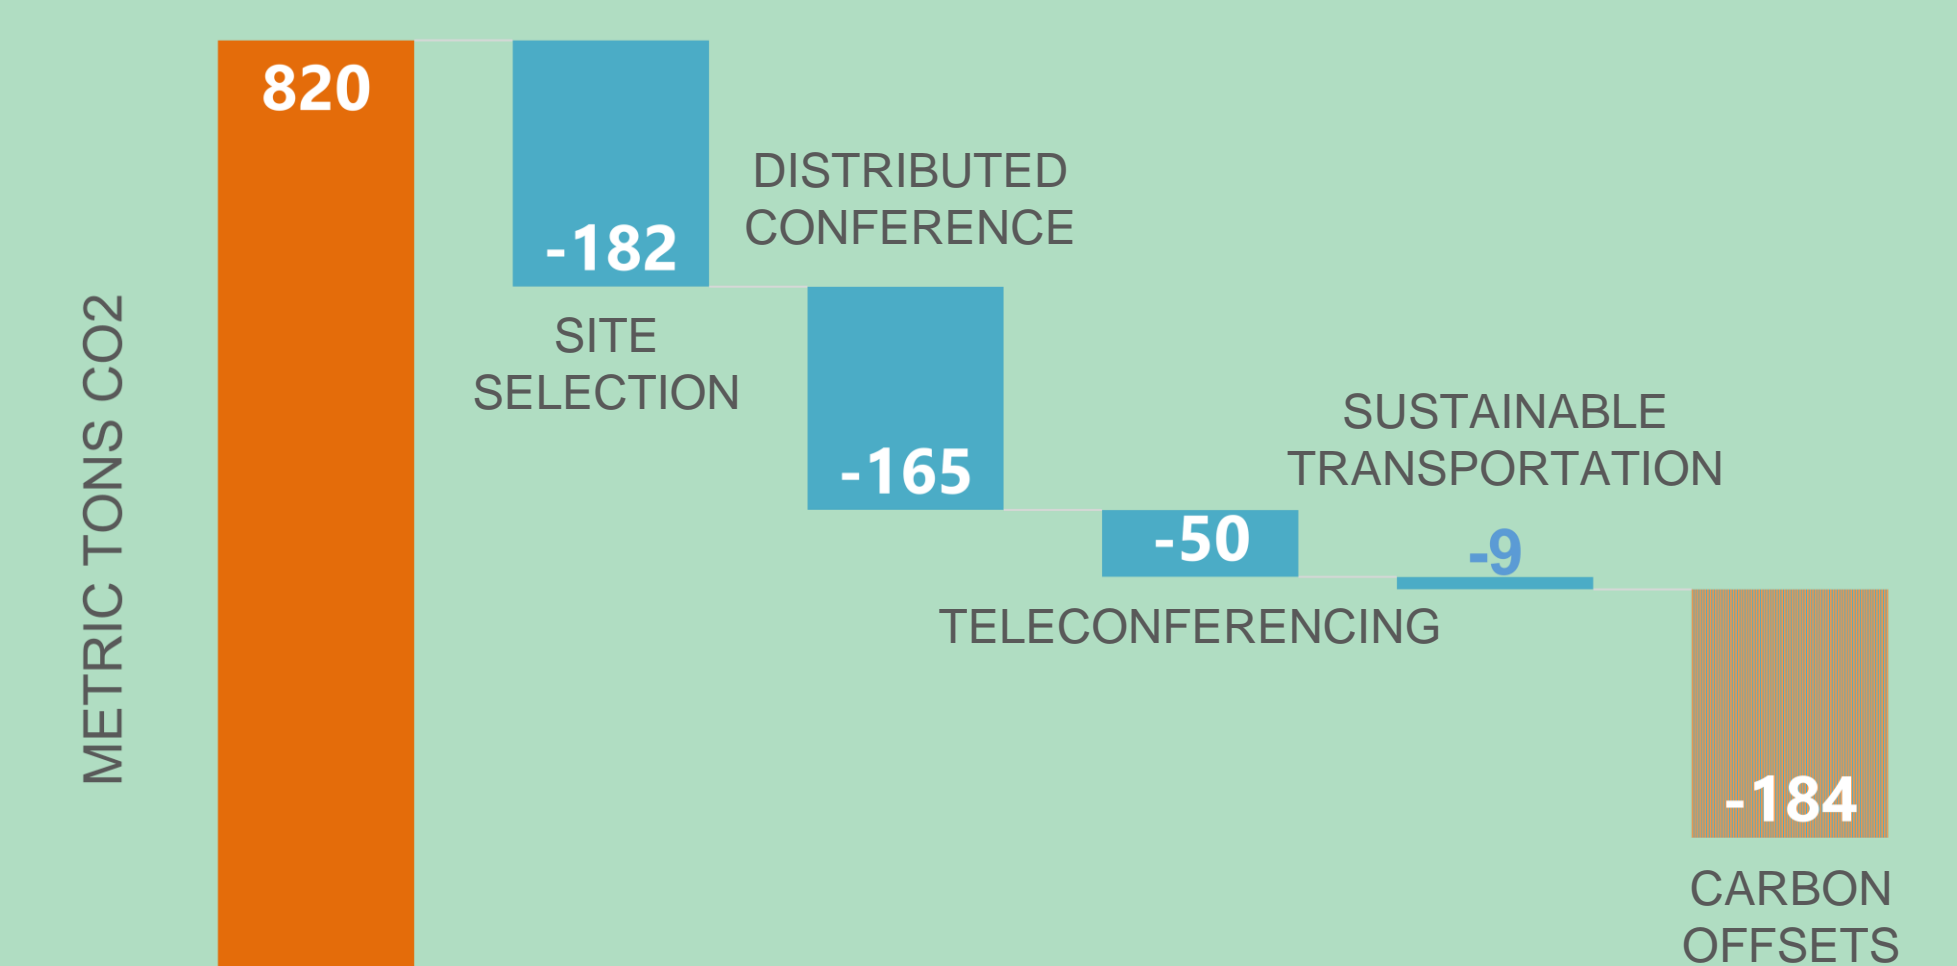 METRIC TONS CO2
820
-182
SITE
SELECTION
DISTRIBUTED
CONFERENCE
-165
-50
TELECONFERENCING
SUSTAINABLE
TRANSPORTATION
-9
-184
CARBON
OFFSETS